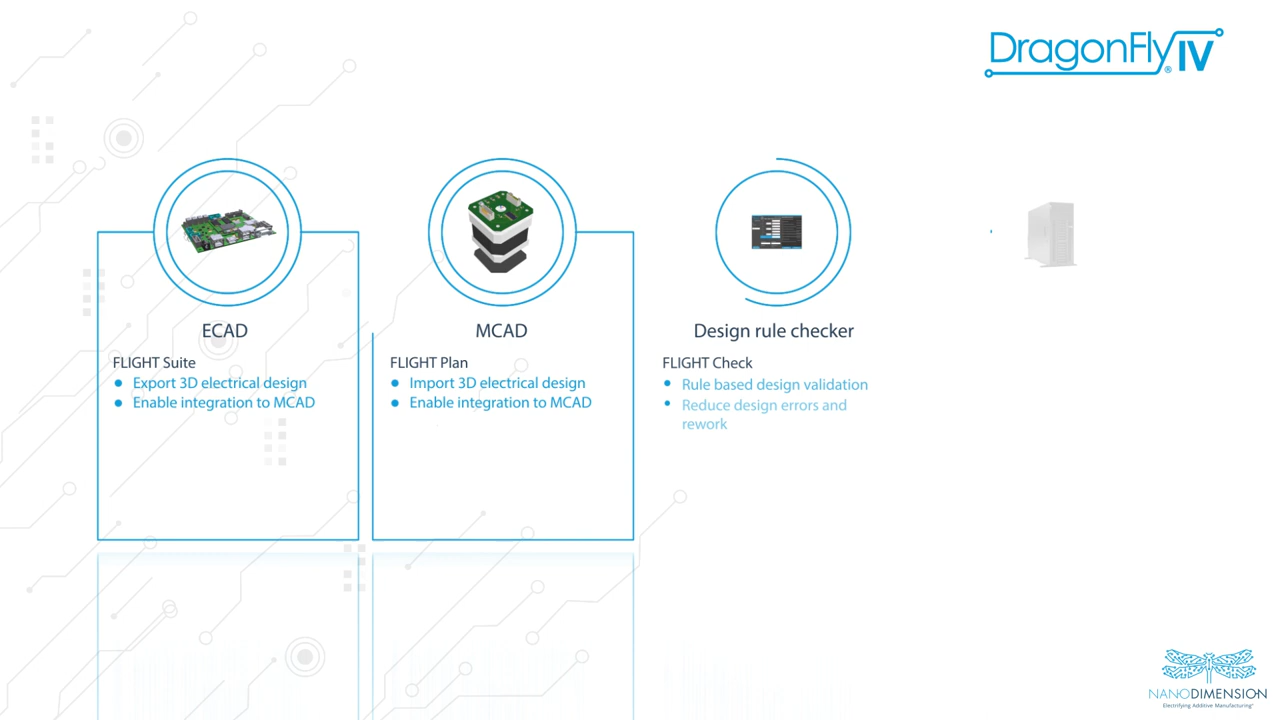 DragonFly® IV
ECAD
FLIGHT Suite
• Export 3D electrical design
• Enable integration to MCAD
MCAD
FLIGHT Plan
• Import 3D electrical design
• Enable integration to MCAD
Design rule checker
FLIGHT Check
• Rule based design validation
• Reduce design errors and
rework
NANODIMENSION
Electrifying Additive Manufacturing®